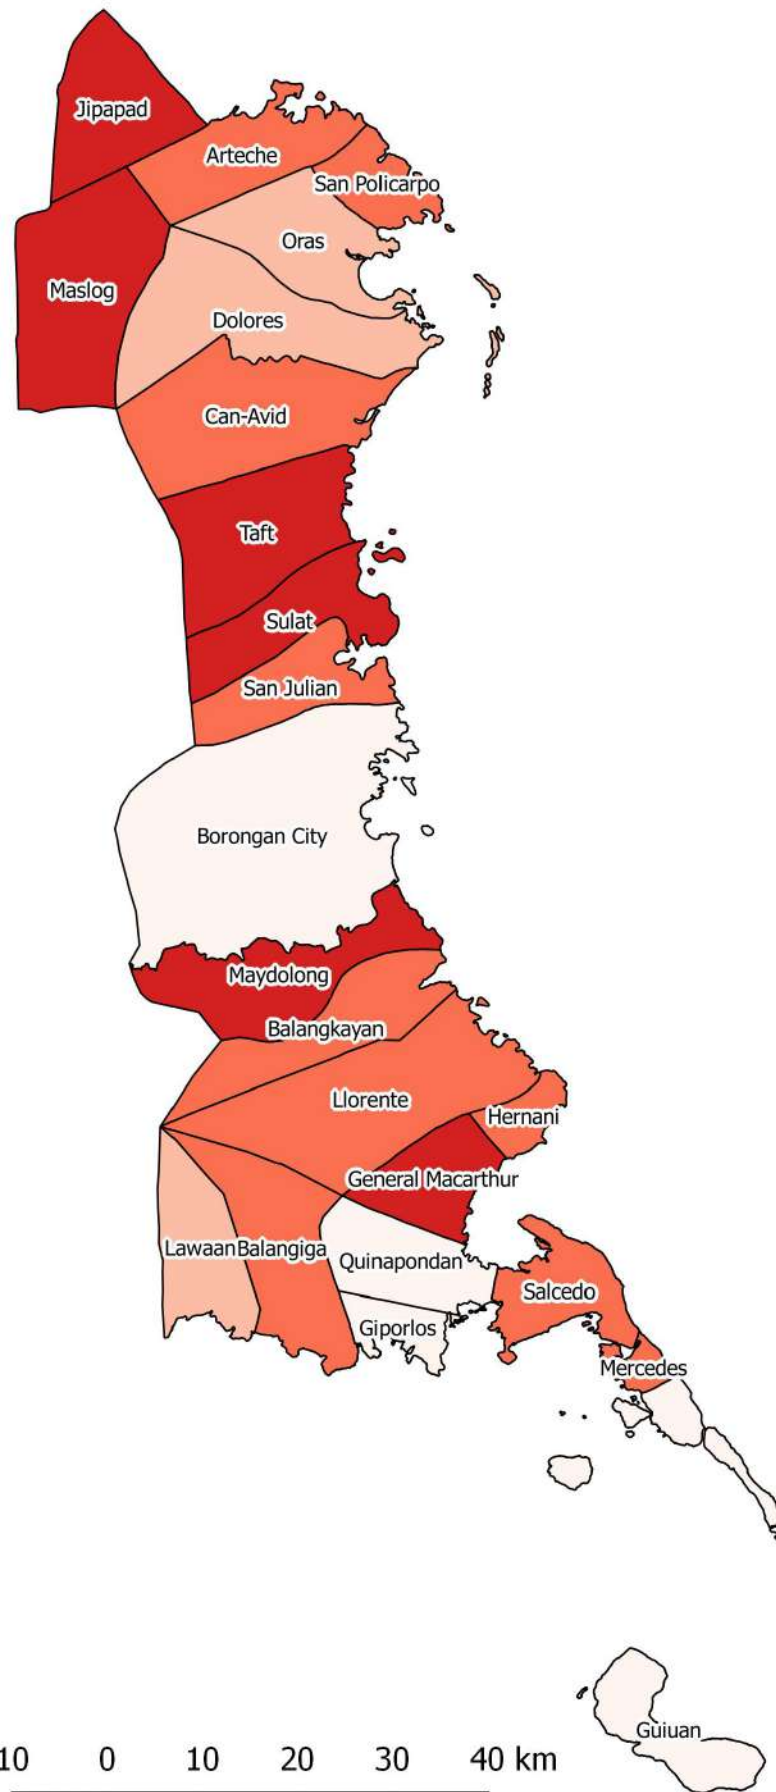 Jipapad
Arteche
San Policarpo
Oras
Maslog
Dolores
Can-Avid
Taft
Sulat
San Julian
Borongan City
Maydolong
Balangkayan
Llorente
Hernani
General Macarthur
Lawaan
Balangiga
Quinapondan
Salcedo
Giporlos
Mercedes
Guiuan
10 0 10 20 30 40 km